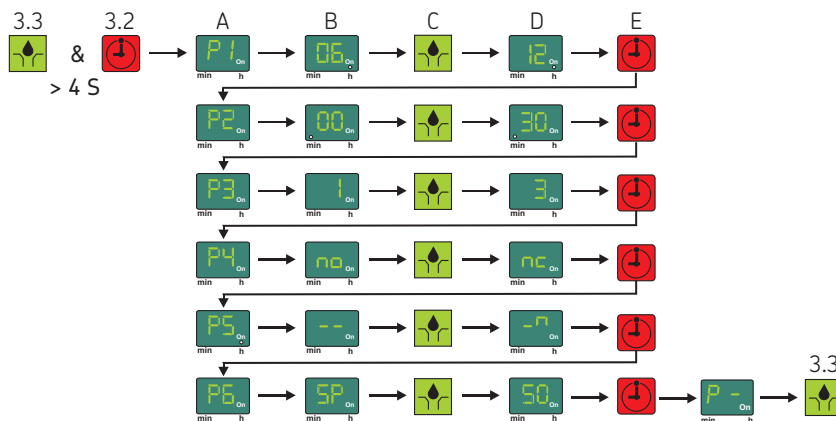 3.3 3.2 A B C D E
& > 4 S
P1 On min h 06 On min h 12 On min h
P2 On min h 00 On min h 30 On min h
P3 On min h 1 On min h 3 On min h
P4 On min h no On min h nc On min h
P5 On min h -- On min h -n On min h
3.3
P6 On min h SP On min h SO On min h P - On min h